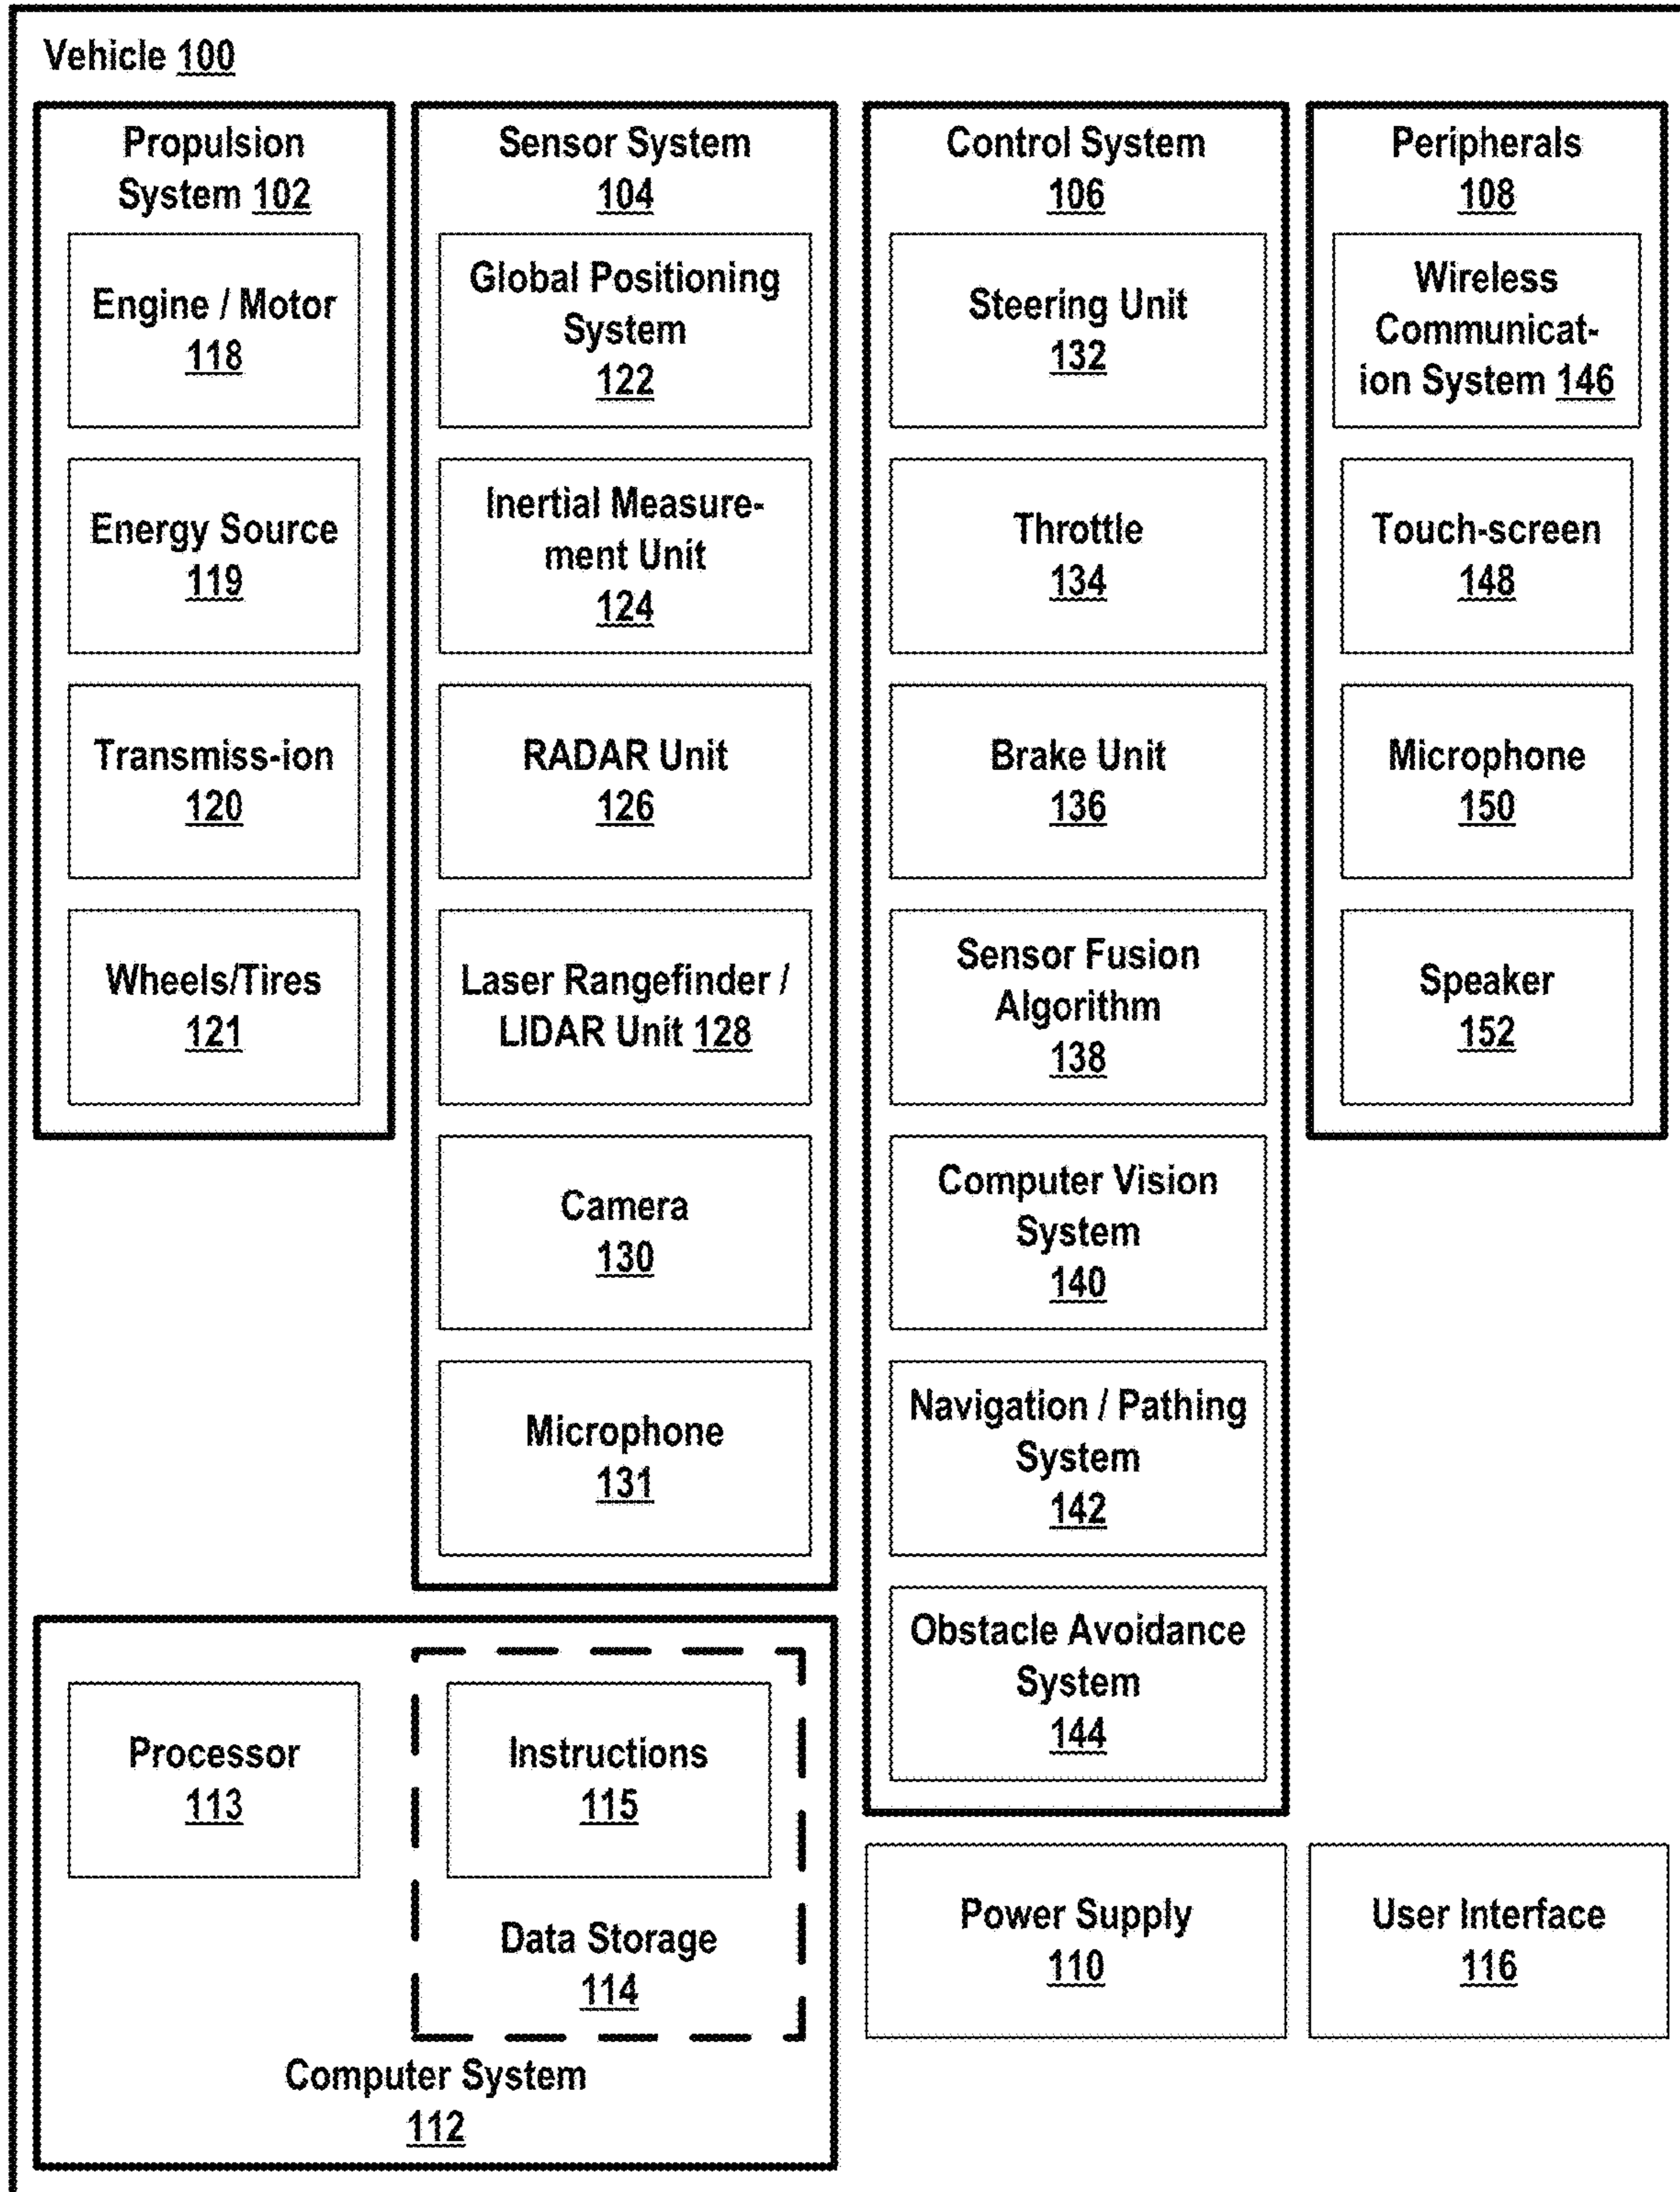 Vehicle 100
Propulsion
System 102
Engine / Motor
118
Energy Source
119
Transmiss-ion
120
Wheels/Tires
121
Sensor System
104
Global Positioning
System
122
Inertial Measure-
ment Unit
124
RADAR Unit
126
Laser Rangefinder /
LIDAR Unit 128
Camera
130
Microphone
131
Control System
106
Steering Unit
132
Throttle
134
Brake Unit
136
Sensor Fusion
Algorithm
138
Computer Vision
System
140
Navigation / Pathing
System
142
Obstacle Avoidance
System
144
Peripherals
108
Wireless
Communicat-
ion System 146
Touch-screen
148
Microphone
150
Speaker
152
Processor
113
Instructions
115
Data Storage
114
Computer System
112
Power Supply
110
User Interface
116